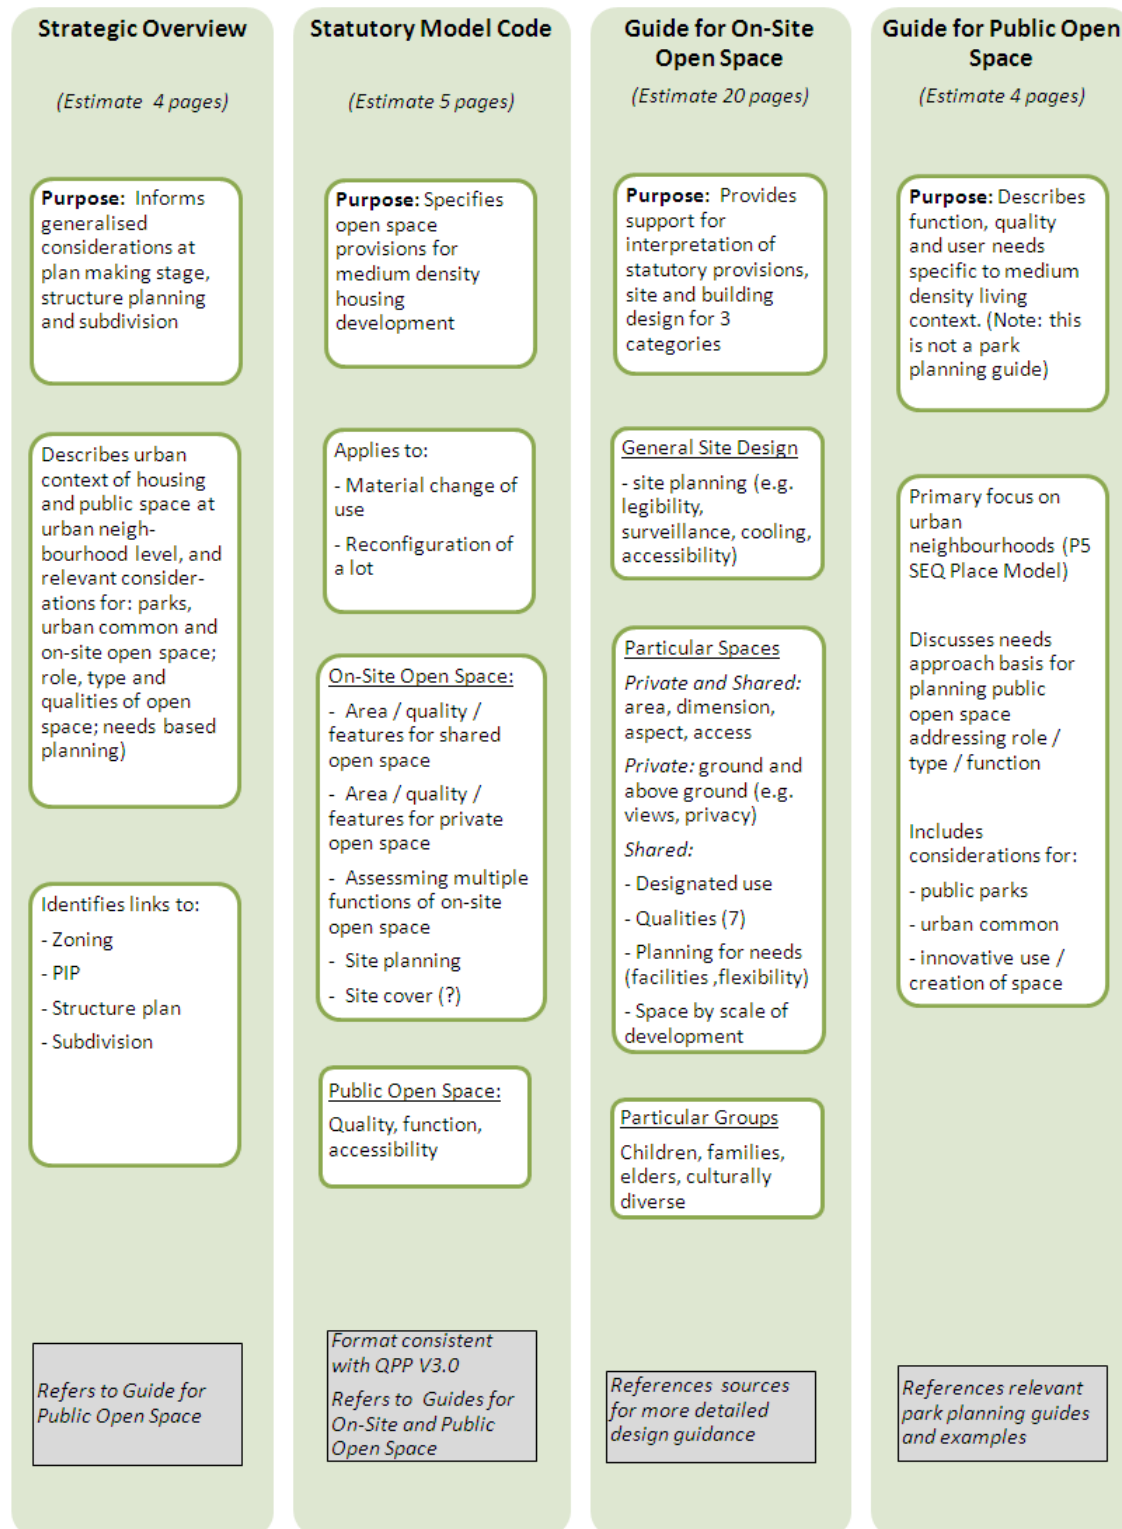 Strategic Overview
(Estimate  4 pages)
Purpose:  Informs
generalised
considerations at
plan making stage,
structure planning
and subdivision
Describes urban
context of housing
and public space at
urban neigh-
bourhood level, and
relevant consider-
ations for: parks,
urban common and
on-site open space;
role, type and
qualities of open
space; needs based
planning)
Identifies links to:
- Zoning
- PIP
- Structure plan
- Subdivision
Refers to Guide for
Public Open Space
Statutory Model Code
(Estimate 5 pages)
Purpose: Specifies
open space
provisions for
medium density
housing
development
Applies to:
- Material change of
use
- Reconfiguration of
a lot
On-Site Open Space:
-  Area / quality /
features for shared
open space
-  Area / quality /
features for private
open space
-  Assessming multiple
functions of on-site
open space
-  Site planning
-  Site cover (?)
Public Open Space:
Quality, function,
accessibility
Format consistent
with QPP V3.0
Refers to  Guides for
On-Site and Public
Open Space
Guide for On-Site
Open Space
(Estimate 20 pages)
Purpose:  Provides
support for
interpretation of
statutory provisions,
site and building
design for 3
categories
General Site Design
- site planning (e.g.
legibility,
surveillance, cooling,
accessibility)
Particular Spaces
Private and Shared:
area, dimension,
aspect, access
Private: ground and
above ground (e.g.
views, privacy)
Shared:
- Designated use
- Qualities (7)
- Planning for needs
(facilities ,flexibility)
- Space by scale of
development
Particular Groups
Children, families,
elders, culturally
diverse
References  sources
for more detailed
design guidance
Guide for Public Open
Space
(Estimate 4 pages)
Purpose: Describes
function, quality
and user needs
specific to medium
density living
context. (Note: this
is not a park
planning guide)
Primary focus on
urban
neighbourhoods (P5
SEQ Place Model)
Discusses needs
approach basis for
planning public
open space
addressing role /
type / function
Includes
considerations for:
- public parks
- urban common
- innovative use /
creation of space
References relevant
park planning guides
and examples